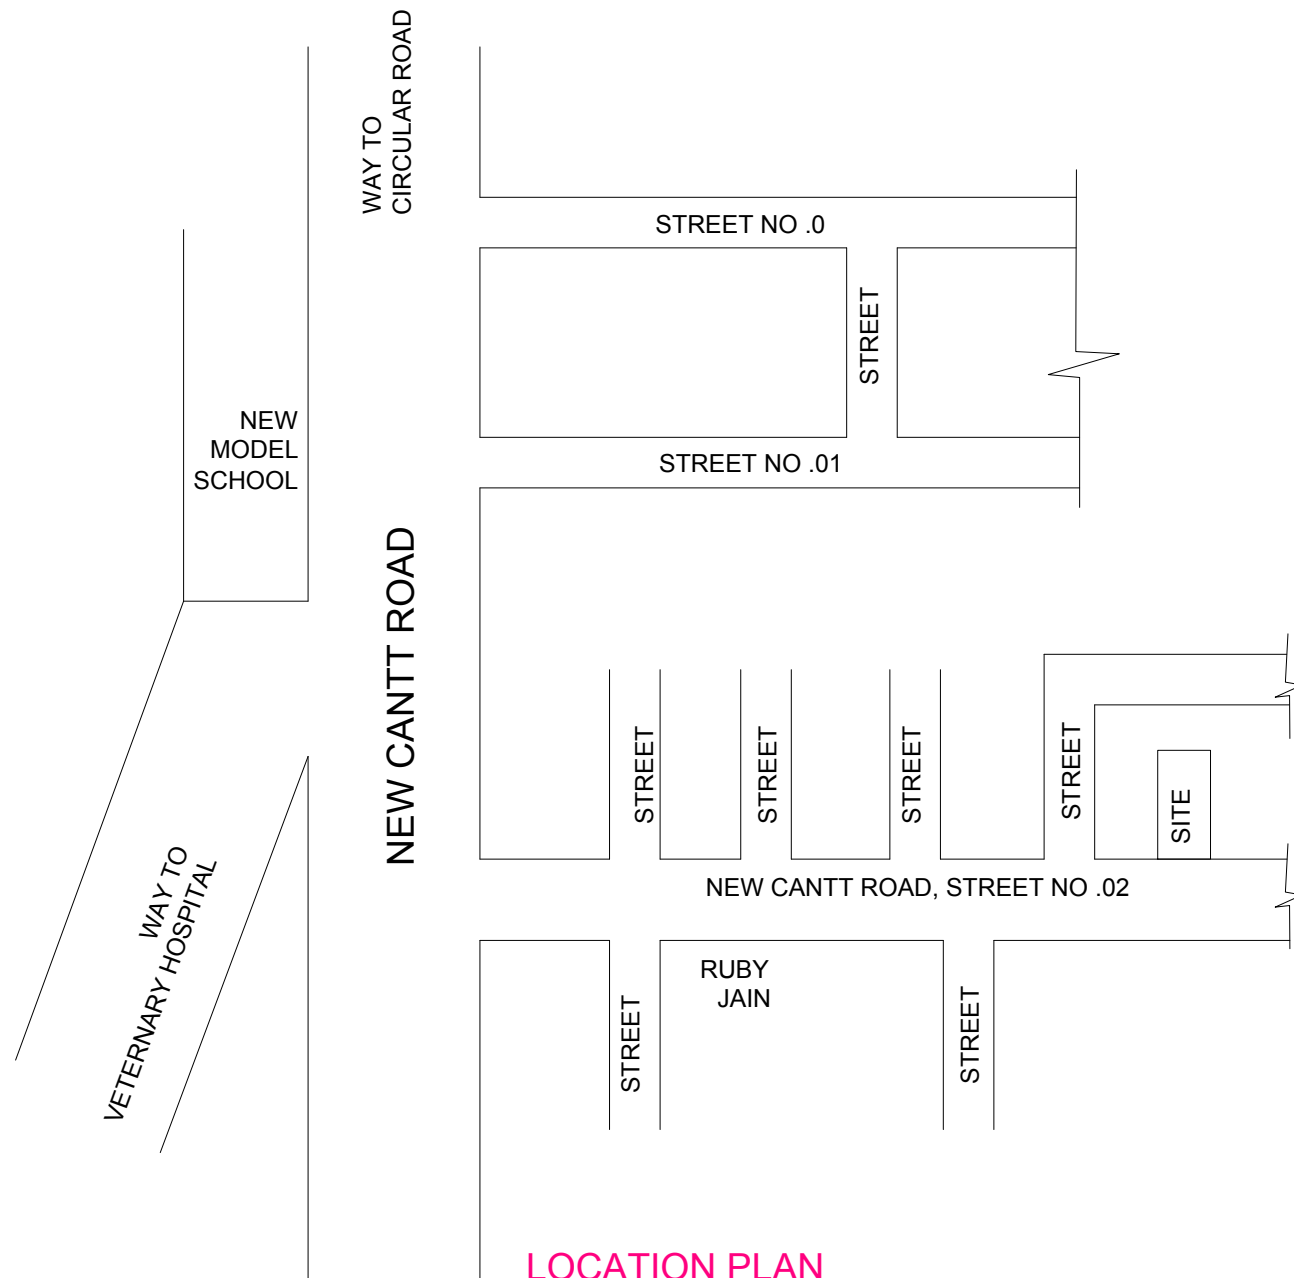 WAY TO
CIRCULAR ROAD
STREET NO .0
STREET
NEW
MODEL
SCHOOL
STREET NO .01
NEW CANTT ROAD
STREET
STREET
STREET
STREET
SITE
WAY TO
VETERNARY HOSPITAL
NEW CANTT ROAD, STREET NO .02
RUBY
JAIN
STREET
STREET
LOCATION PLAN